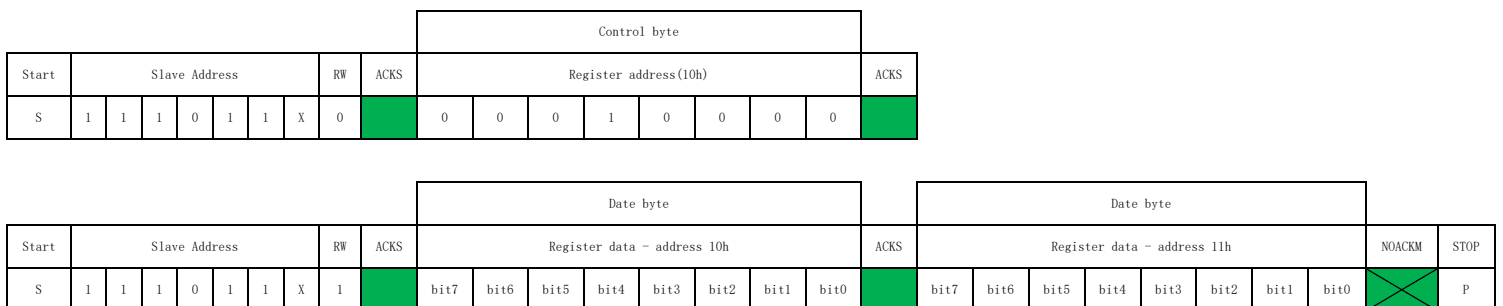 Control byte
Start Slave Address RW ACKS Register address(10h) ACKS
S 1 1 1 0 1 1 X 0 0 0 0 1 0 0 0 0
Date byte Date byte
Start Slave Address RW ACKS Register data - address 10h ACKS Register data - address 11h NOACKM STOP
S 1 1 1 0 1 1 X 1 bit7 bit6 bit5 bit4 bit3 bit2 bit1 bit0 bit7 bit6 bit5 bit4 bit3 bit2 bit1 bit0 P